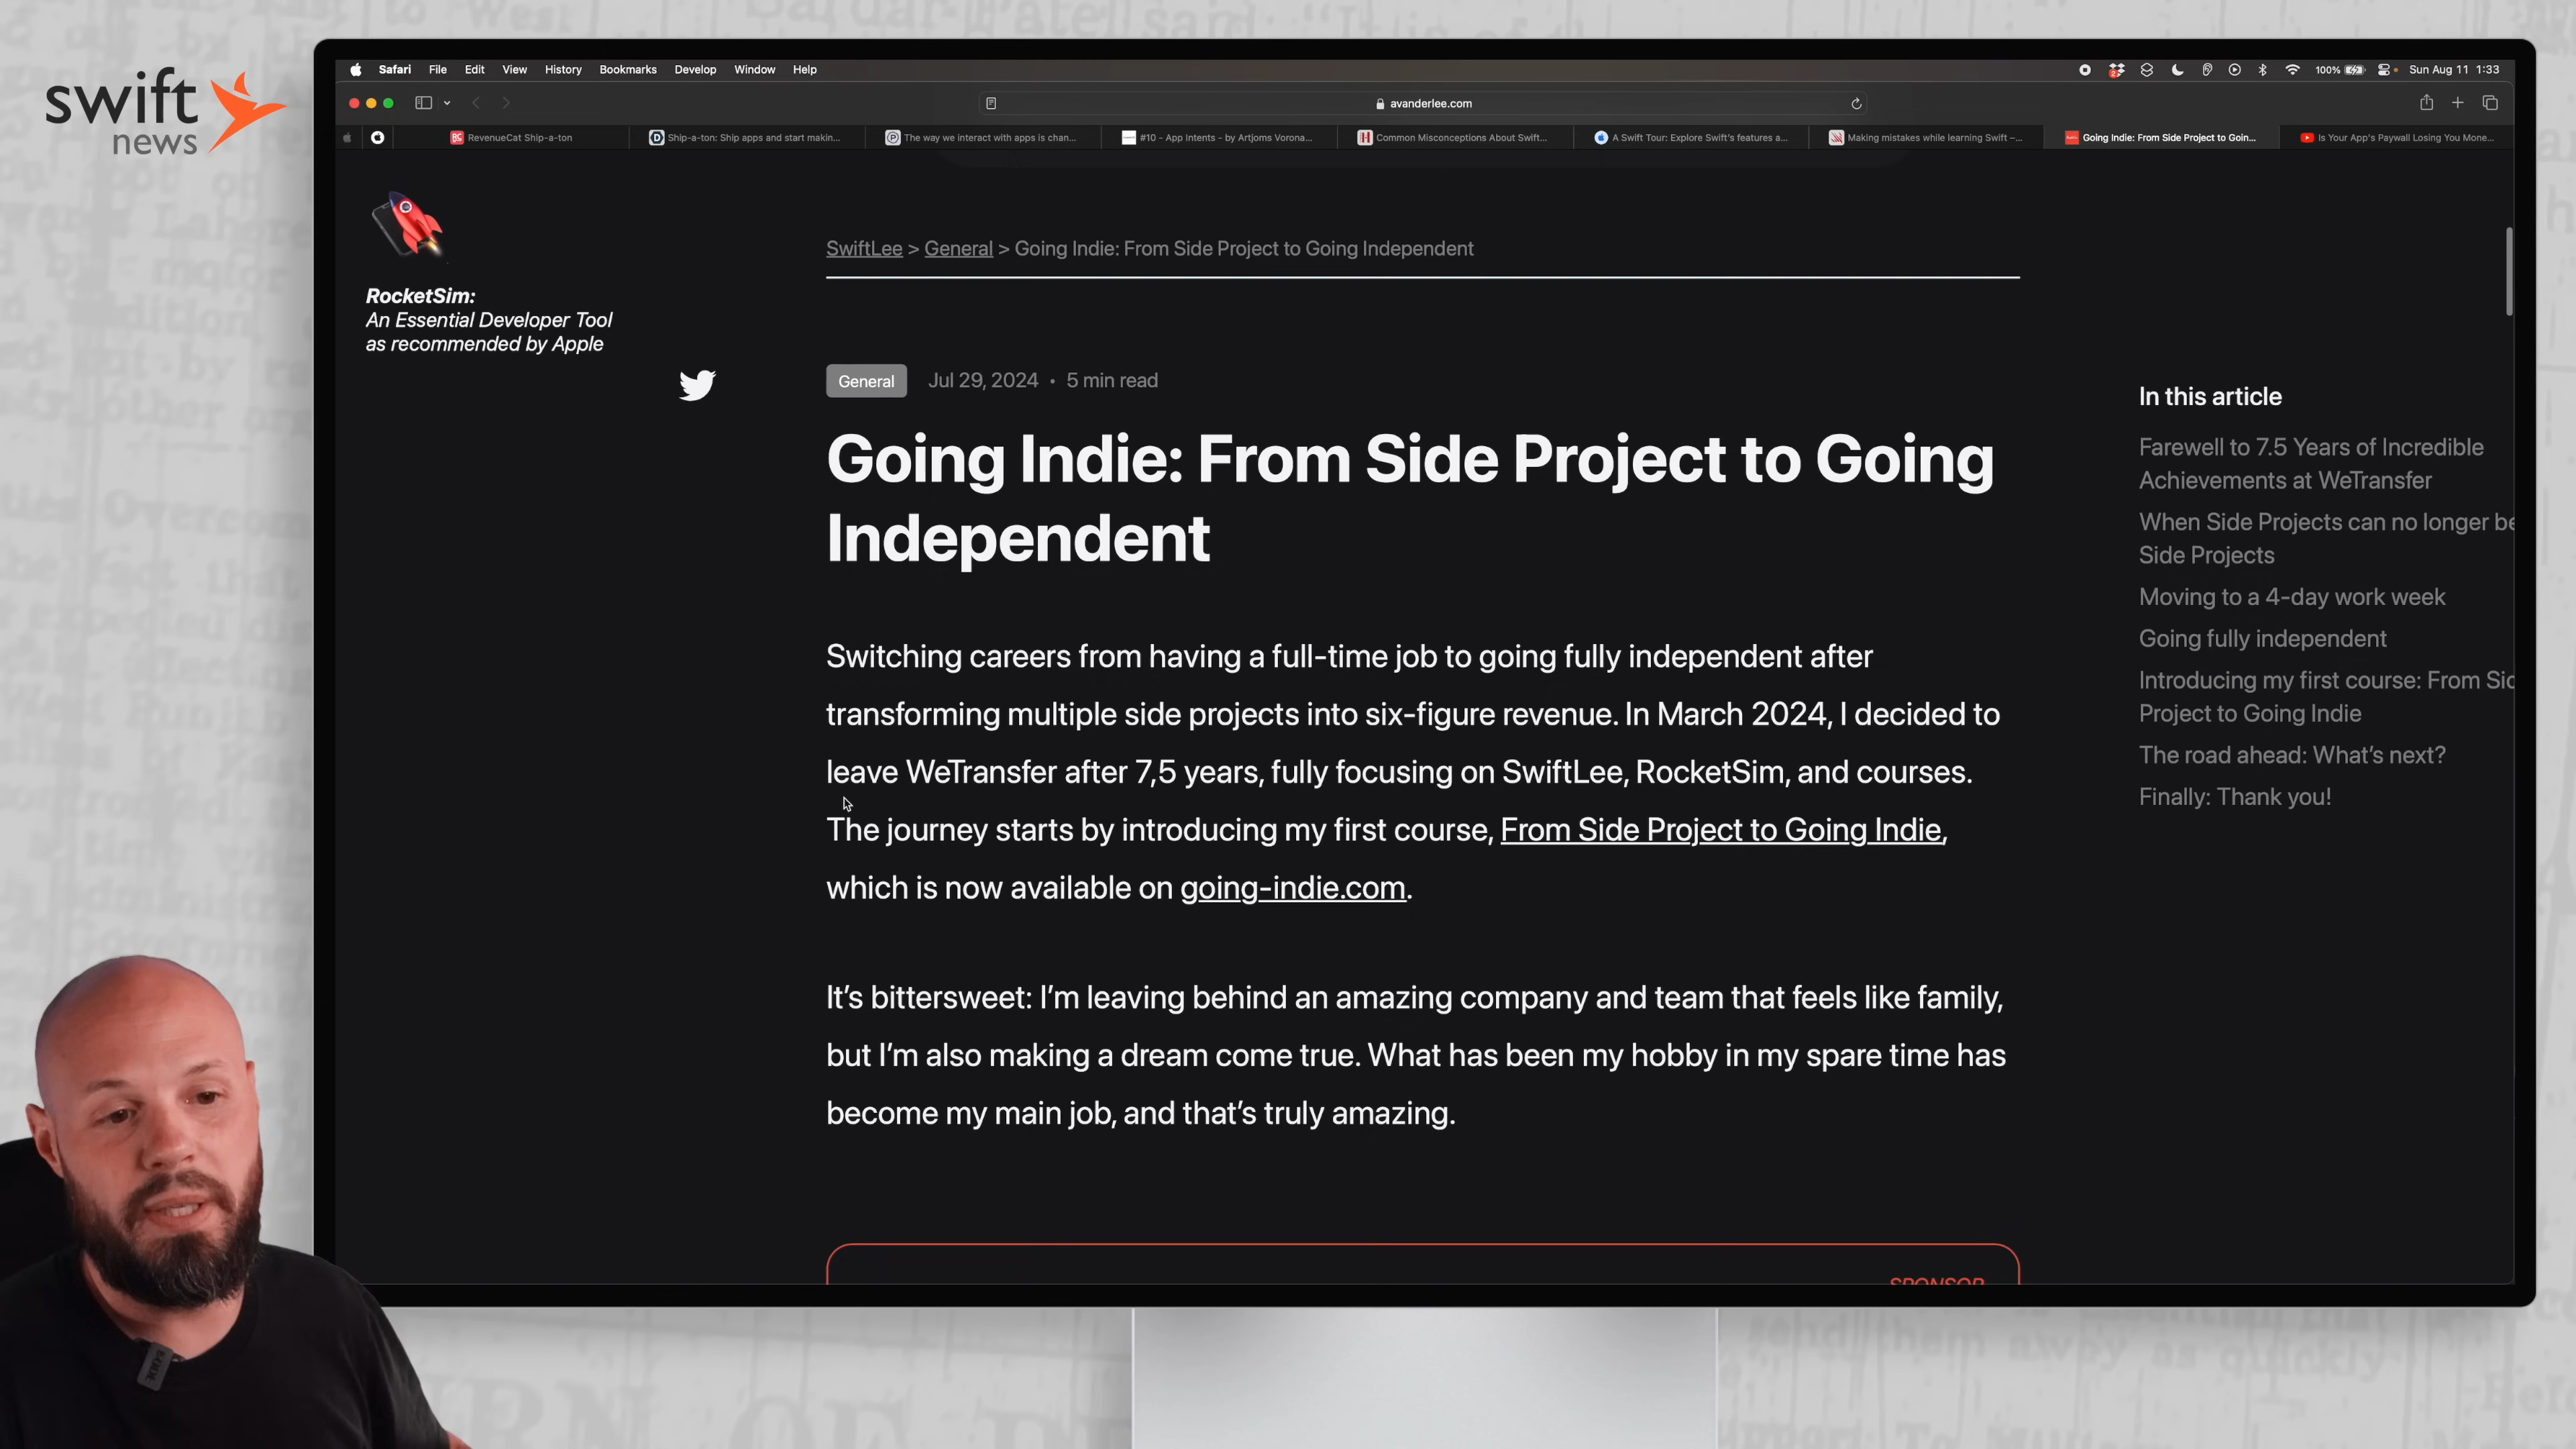 swift
news
Safari File Edit View History Bookmarks Develop Window Help
100% Sun Aug 11 1:33
avanderlee.com
RevenueCat Ship-a-ton
Ship-a-ton: Ship apps and start makin...
The way we interact with apps is chan...
#10 - App Intents - by Artjoms Vorona...
Common Misconceptions About Swift...
A Swift Tour: Explore Swift's features a...
Making mistakes while learning Swift –...
Going Indie: From Side Project to Goin...
Is Your App's Paywall Losing You Mone...
RocketSim:
An Essential Developer Tool
as recommended by Apple
SwiftLee > General > Going Indie: From Side Project to Going Independent
General Jul 29, 2024 • 5 min read
Going Indie: From Side Project to Going
Independent
Switching careers from having a full-time job to going fully independent after
transforming multiple side projects into six-figure revenue. In March 2024, I decided to
leave WeTransfer after 7,5 years, fully focusing on SwiftLee, RocketSim, and courses.
The journey starts by introducing my first course, From Side Project to Going Indie,
which is now available on going-indie.com.
It's bittersweet: I'm leaving behind an amazing company and team that feels like family,
but I'm also making a dream come true. What has been my hobby in my spare time has
become my main job, and that's truly amazing.
SPONSOR
In this article
Farewell to 7.5 Years of Incredible
Achievements at WeTransfer
When Side Projects can no longer be
Side Projects
Moving to a 4-day work week
Going fully independent
Introducing my first course: From Sid
Project to Going Indie
The road ahead: What's next?
Finally: Thank you!